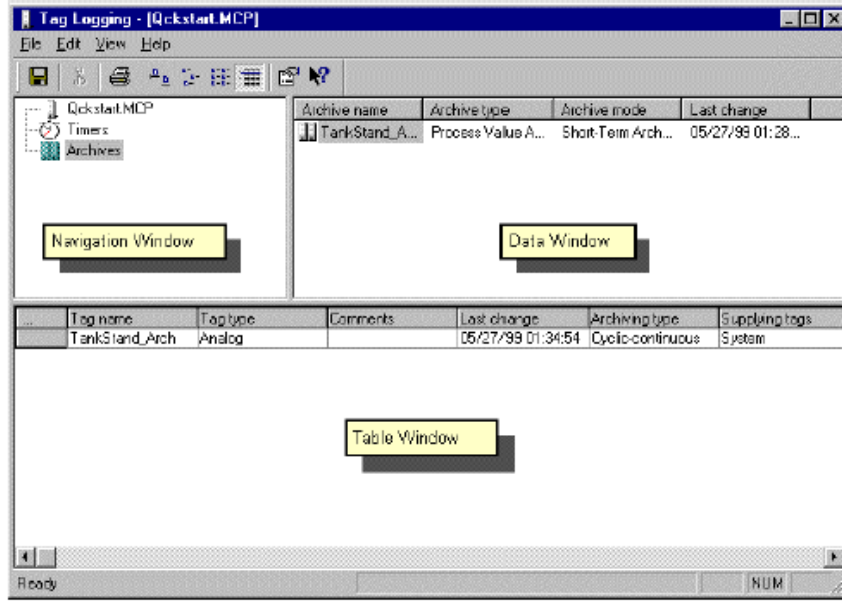 Tag Logging - [Qckstart.MCP]
File Edit View Help
Qckstart.MCP
Timers
Archives
Navigation Window
Archive name Archive type Archive mode Last change
TankStand_A... Process Value A... Short-Term Arch... 05/27/99 01:28...
Data Window
... Tag name Tag type Comments Last change Archiving type Supplying tags
TankStand_Arch Analog 05/27/99 01:34:54 Cyclic-continuous System
Table Window
Ready NUM